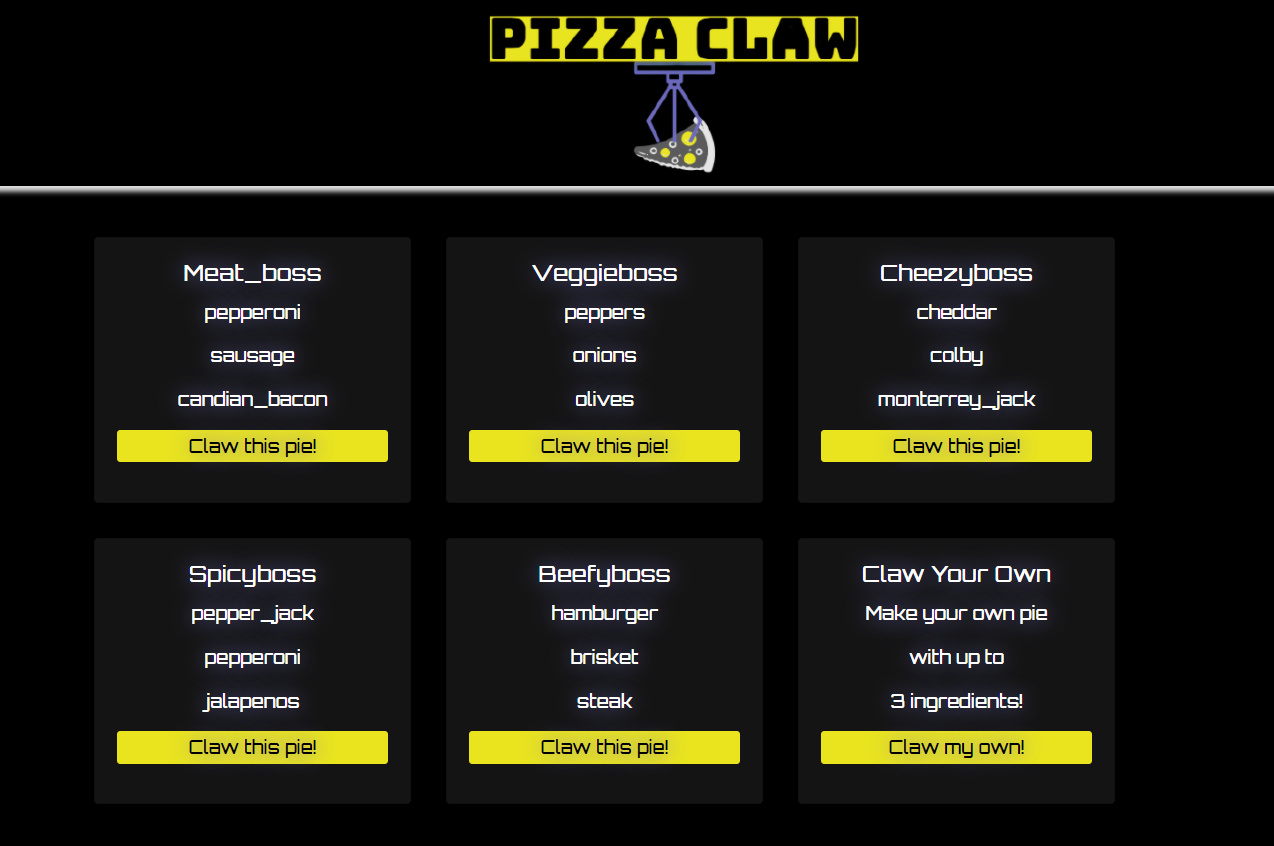 PIZZA CLAW
Meat_boss
pepperoni
sausage
candian_bacon
Claw this pie!
Veggieboss
peppers
onions
olives
Claw this pie!
Cheezyboss
cheddar
colby
monterrey_jack
Claw this pie!
Spicyboss
pepper_jack
pepperoni
jalapenos
Claw this pie!
Beefyboss
hamburger
brisket
steak
Claw this pie!
Claw Your Own
Make your own pie
with up to
3 ingredients!
Claw my own!